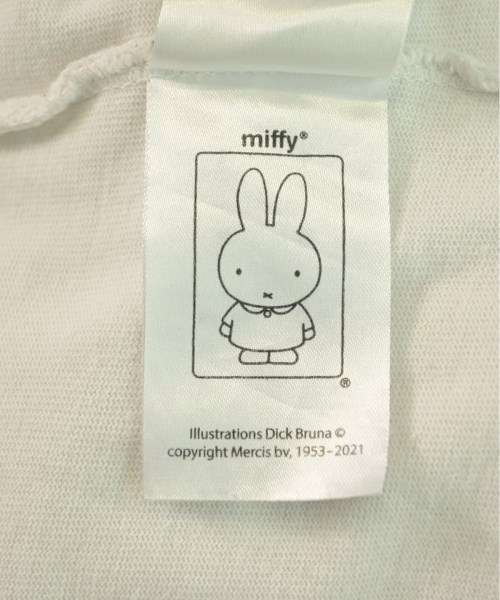 miffy®
®
Illustrations Dick Bruna ©
copyright Mercis bv, 1953-2021